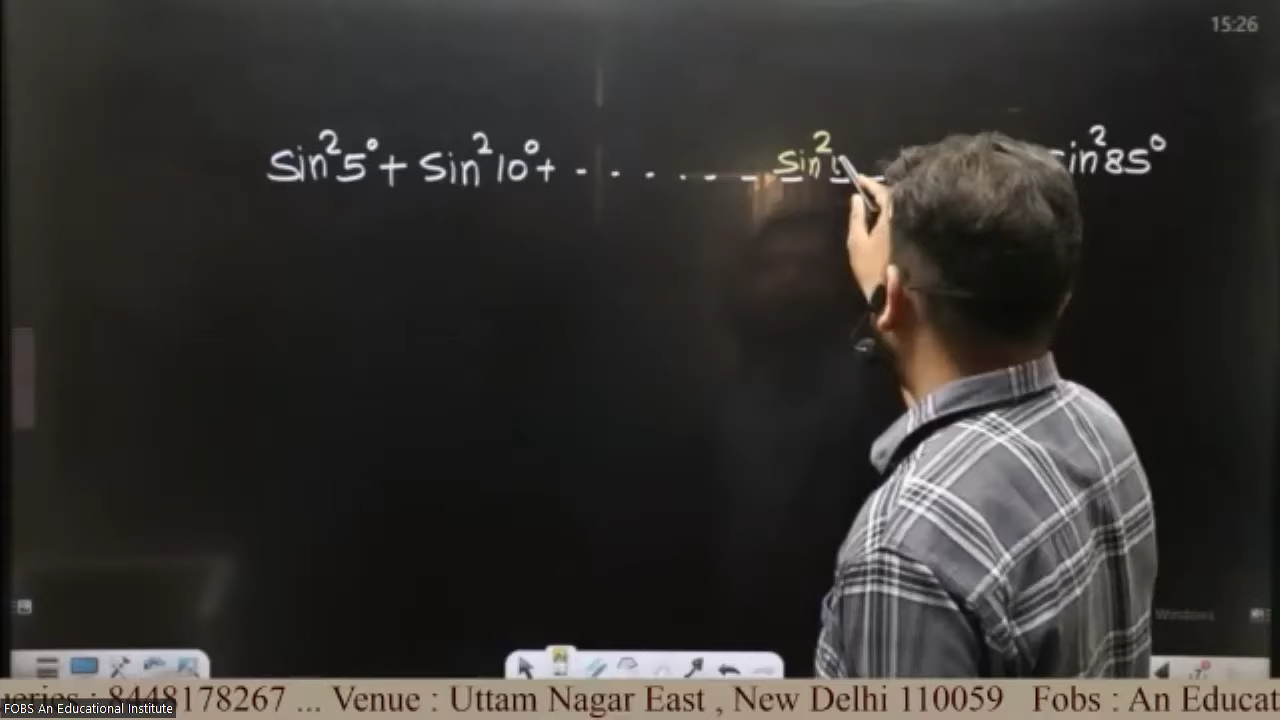 15:26
Sin²5° + Sin²10° + - - - - - - - Sin² sin²85°
Windows
ueries : 8448178267 ... Venue : Uttam Nagar East , New Delhi 110059 Fobs : An Educat
FOBS An Educational Institute